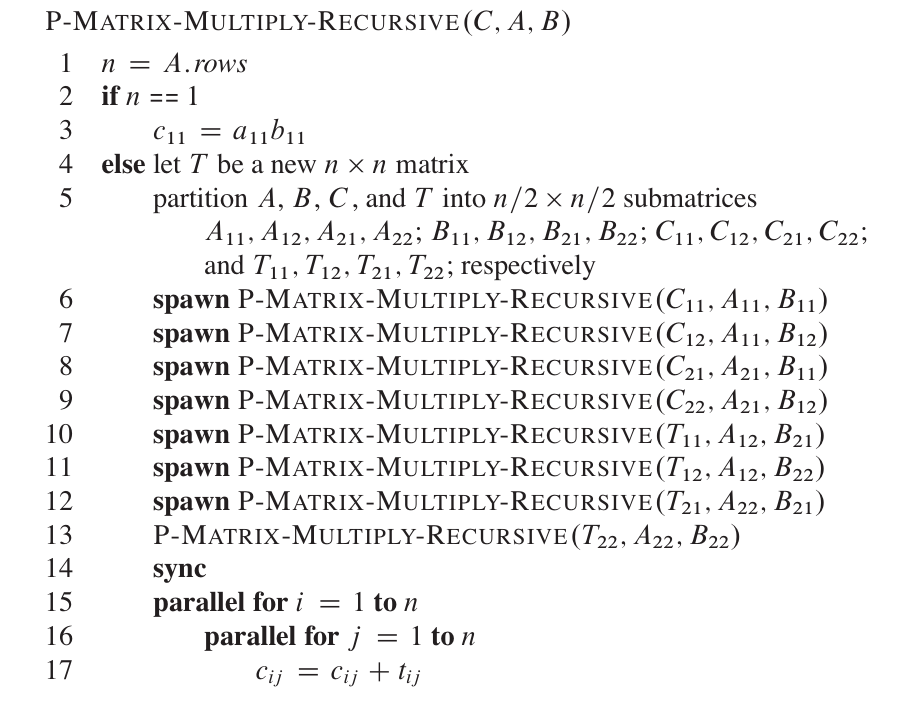 P-MATRIX-MULTIPLY-RECURSIVE(C, A, B)
1 n = A.rows
2 if n == 1
3 c₁₁ = a₁₁b₁₁
4 else let T be a new n × n matrix
5 partition A, B, C, and T into n/2 × n/2 submatrices
A₁₁, A₁₂, A₂₁, A₂₂; B₁₁, B₁₂, B₂₁, B₂₂; C₁₁, C₁₂, C₂₁, C₂₂;
and T₁₁, T₁₂, T₂₁, T₂₂; respectively
6 spawn P-MATRIX-MULTIPLY-RECURSIVE(C₁₁, A₁₁, B₁₁)
7 spawn P-MATRIX-MULTIPLY-RECURSIVE(C₁₂, A₁₁, B₁₂)
8 spawn P-MATRIX-MULTIPLY-RECURSIVE(C₂₁, A₂₁, B₁₁)
9 spawn P-MATRIX-MULTIPLY-RECURSIVE(C₂₂, A₂₁, B₁₂)
10 spawn P-MATRIX-MULTIPLY-RECURSIVE(T₁₁, A₁₂, B₂₁)
11 spawn P-MATRIX-MULTIPLY-RECURSIVE(T₁₂, A₁₂, B₂₂)
12 spawn P-MATRIX-MULTIPLY-RECURSIVE(T₂₁, A₂₂, B₂₁)
13 P-MATRIX-MULTIPLY-RECURSIVE(T₂₂, A₂₂, B₂₂)
14 sync
15 parallel for i = 1 to n
16 parallel for j = 1 to n
17 cᵢⱼ = cᵢⱼ + tᵢⱼ